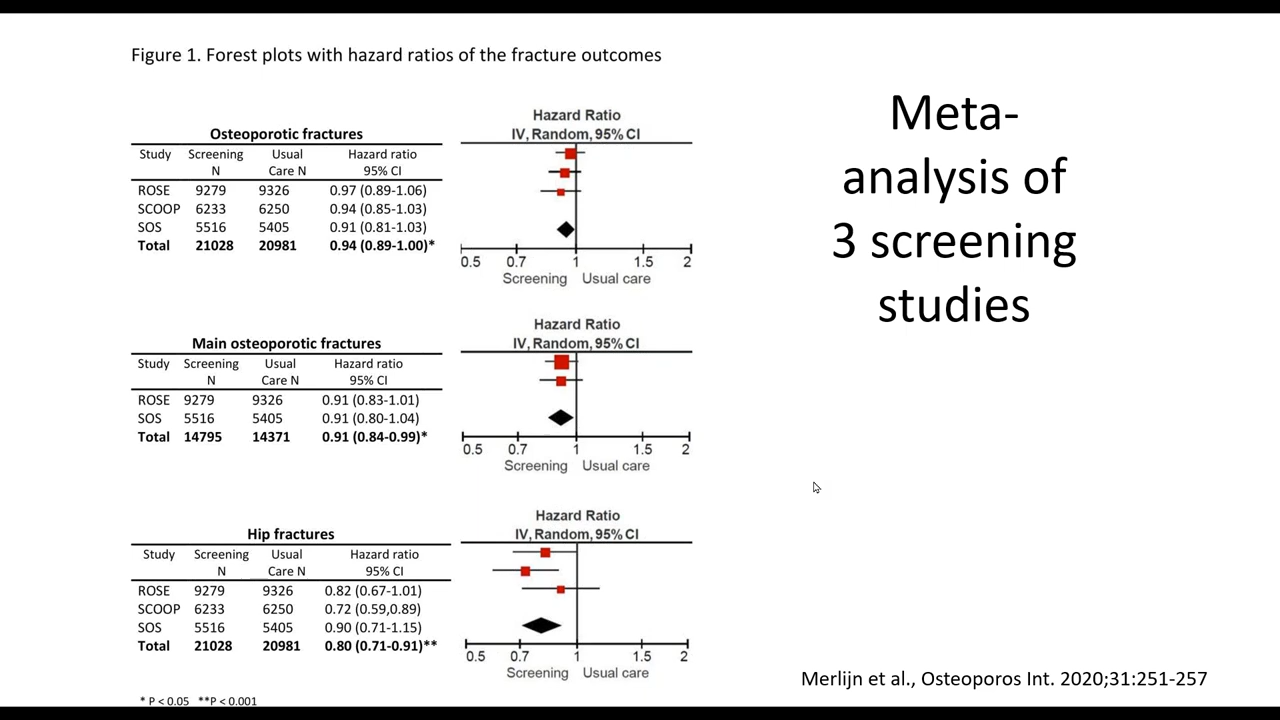 Figure 1. Forest plots with hazard ratios of the fracture outcomes
Meta-
analysis of
3 screening
studies
Osteoporotic fractures
Study Screening Usual Hazard ratio
N Care N 95% CI
ROSE 9279 9326 0.97 (0.89-1.06)
SCOOP 6233 6250 0.94 (0.85-1.03)
SOS 5516 5405 0.91 (0.81-1.03)
Total 21028 20981 0.94 (0.89-1.00)*
Hazard Ratio
IV, Random, 95% CI
0.5 0.7 1 1.5 2
Screening Usual care
Main osteoporotic fractures
Study Screening Usual Hazard ratio
N Care N 95% CI
ROSE 9279 9326 0.91 (0.83-1.01)
SOS 5516 5405 0.91 (0.80-1.04)
Total 14795 14371 0.91 (0.84-0.99)*
Hazard Ratio
IV, Random, 95% CI
0.5 0.7 1 1.5 2
Screening Usual care
Hip fractures
Study Screening Usual Hazard ratio
N Care N 95% CI
ROSE 9279 9326 0.82 (0.67-1.01)
SCOOP 6233 6250 0.72 (0.59,0.89)
SOS 5516 5405 0.90 (0.71-1.15)
Total 21028 20981 0.80 (0.71-0.91)**
Hazard Ratio
IV, Random, 95% CI
0.5 0.7 1 1.5 2
Screening Usual care
* P < 0.05 **P < 0.001
Merlijn et al., Osteoporos Int. 2020;31:251-257